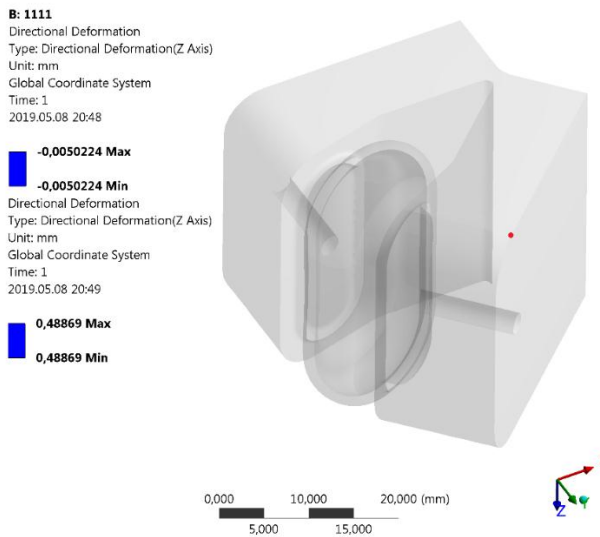 B: 1111
Directional Deformation
Type: Directional Deformation(Z Axis)
Unit: mm
Global Coordinate System
Time: 1
2019.05.08 20:48
-0,0050224 Max
-0,0050224 Min
Directional Deformation
Type: Directional Deformation(Z Axis)
Unit: mm
Global Coordinate System
Time: 1
2019.05.08 20:49
0,48869 Max
0,48869 Min
0,000 10,000 20,000 (mm)
5,000 15,000
Z Y